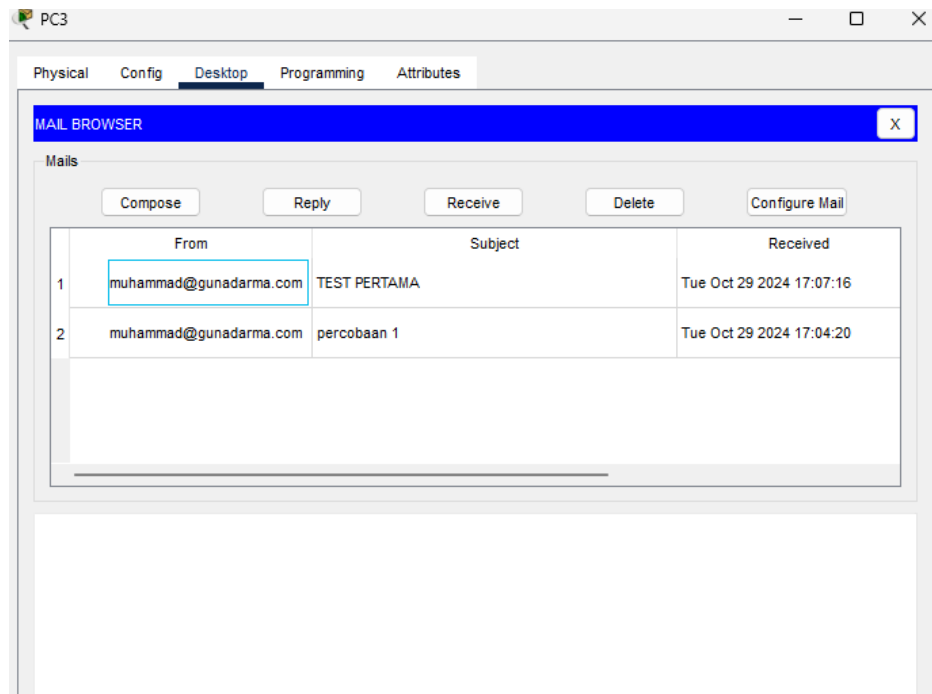 PC3
Physical Config Desktop Programming Attributes
MAIL BROWSER X
Mails
Compose Reply Receive Delete Configure Mail
From Subject Received
1 muhammad@gunadarma.com TEST PERTAMA Tue Oct 29 2024 17:07:16
2 muhammad@gunadarma.com percobaan 1 Tue Oct 29 2024 17:04:20